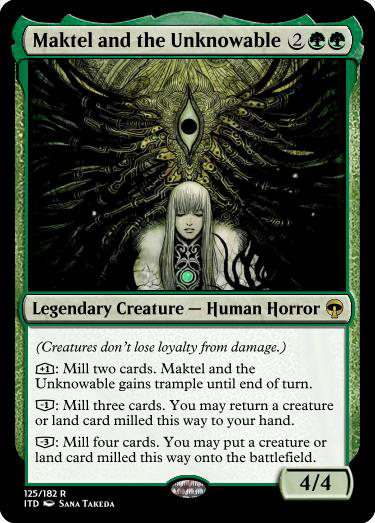 Maktel and the Unknowable 2
Legendary Creature — Human Horror
(Creatures don't lose loyalty from damage.)
+1: Mill two cards. Maktel and the
Unknowable gains trample until end of turn.
-1: Mill three cards. You may return a creature
or land card milled this way to your hand.
-3: Mill four cards. You may put a creature or
land card milled this way onto the battlefield.
4/4
125/182 R
ITD SANA TAKEDA